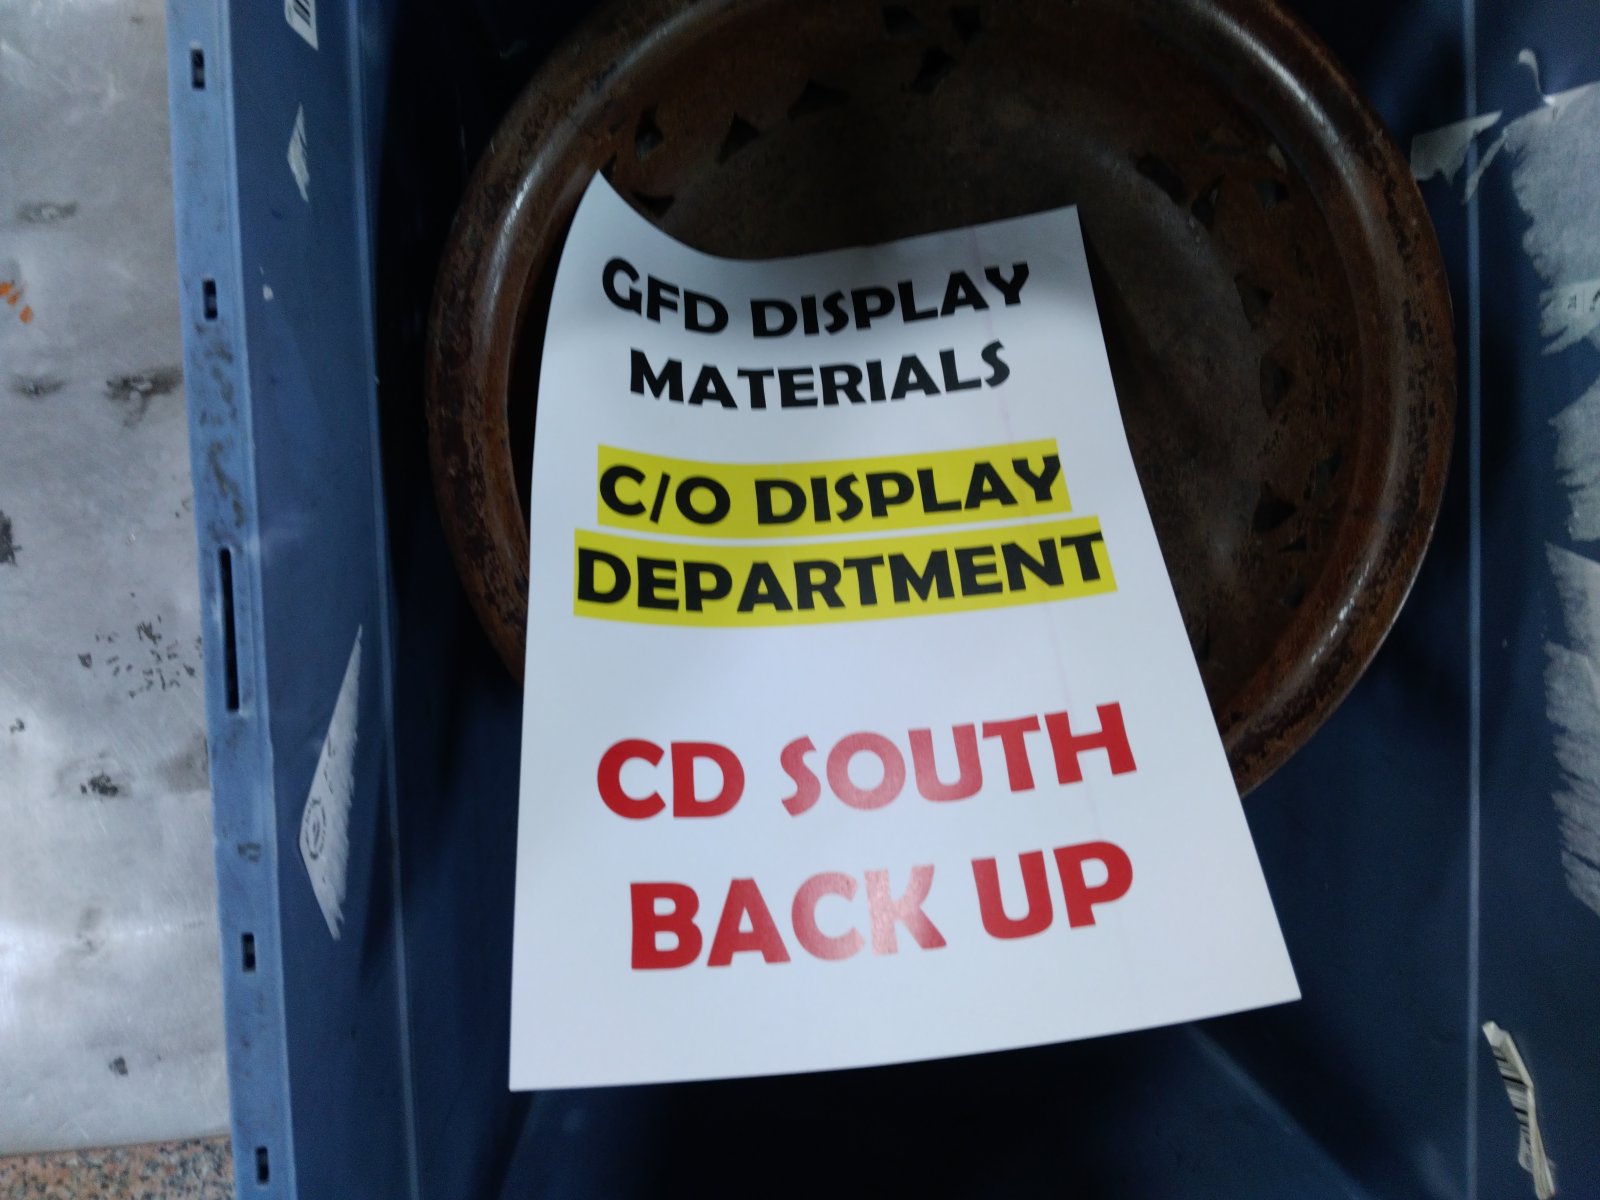 GFD DISPLAY
MATERIALS
C/O DISPLAY
DEPARTMENT
CD SOUTH
BACK UP